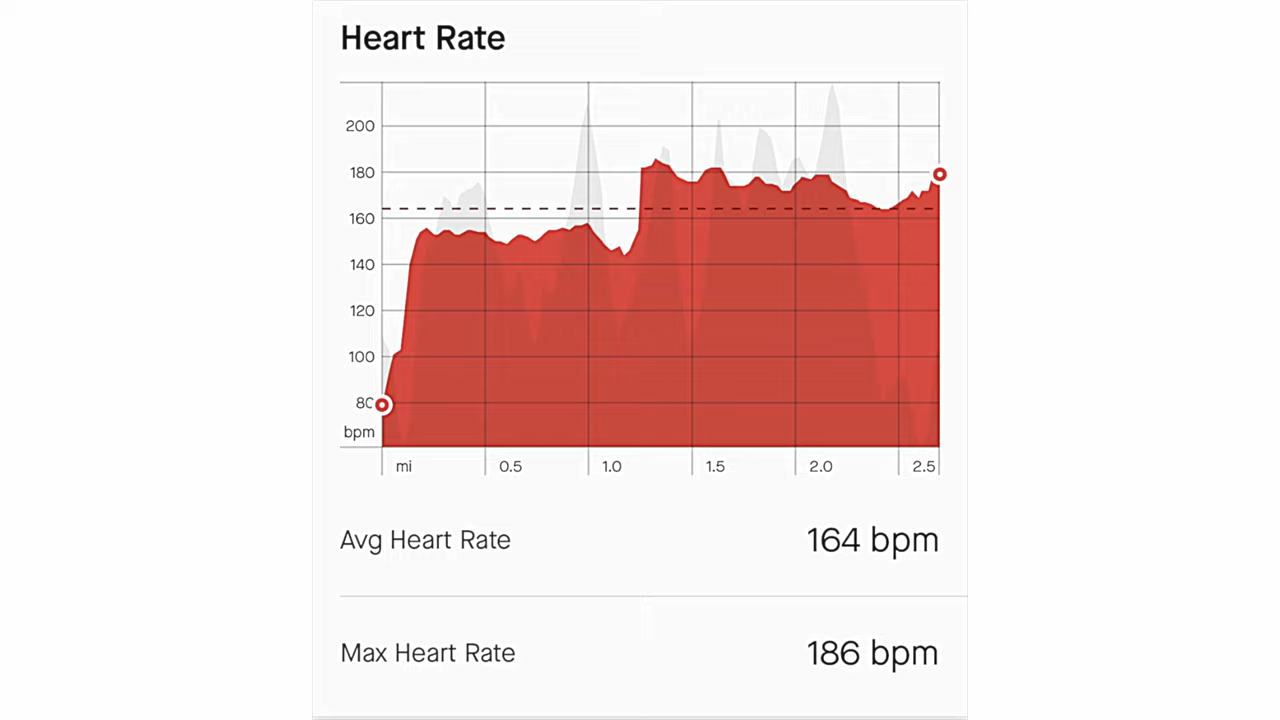 Heart Rate
200
180
160
140
120
100
80
bpm
mi 0.5 1.0 1.5 2.0 2.5
Avg Heart Rate 164 bpm
Max Heart Rate 186 bpm